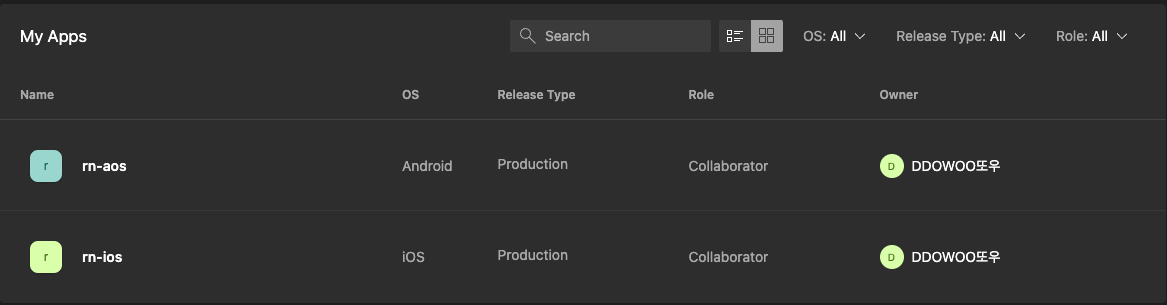 My Apps Search OS: All Release Type: All Role: All
Name OS Release Type Role Owner
r rn-aos Android Production Collaborator D DDOWOO또우
r rn-ios iOS Production Collaborator D DDOWOO또우